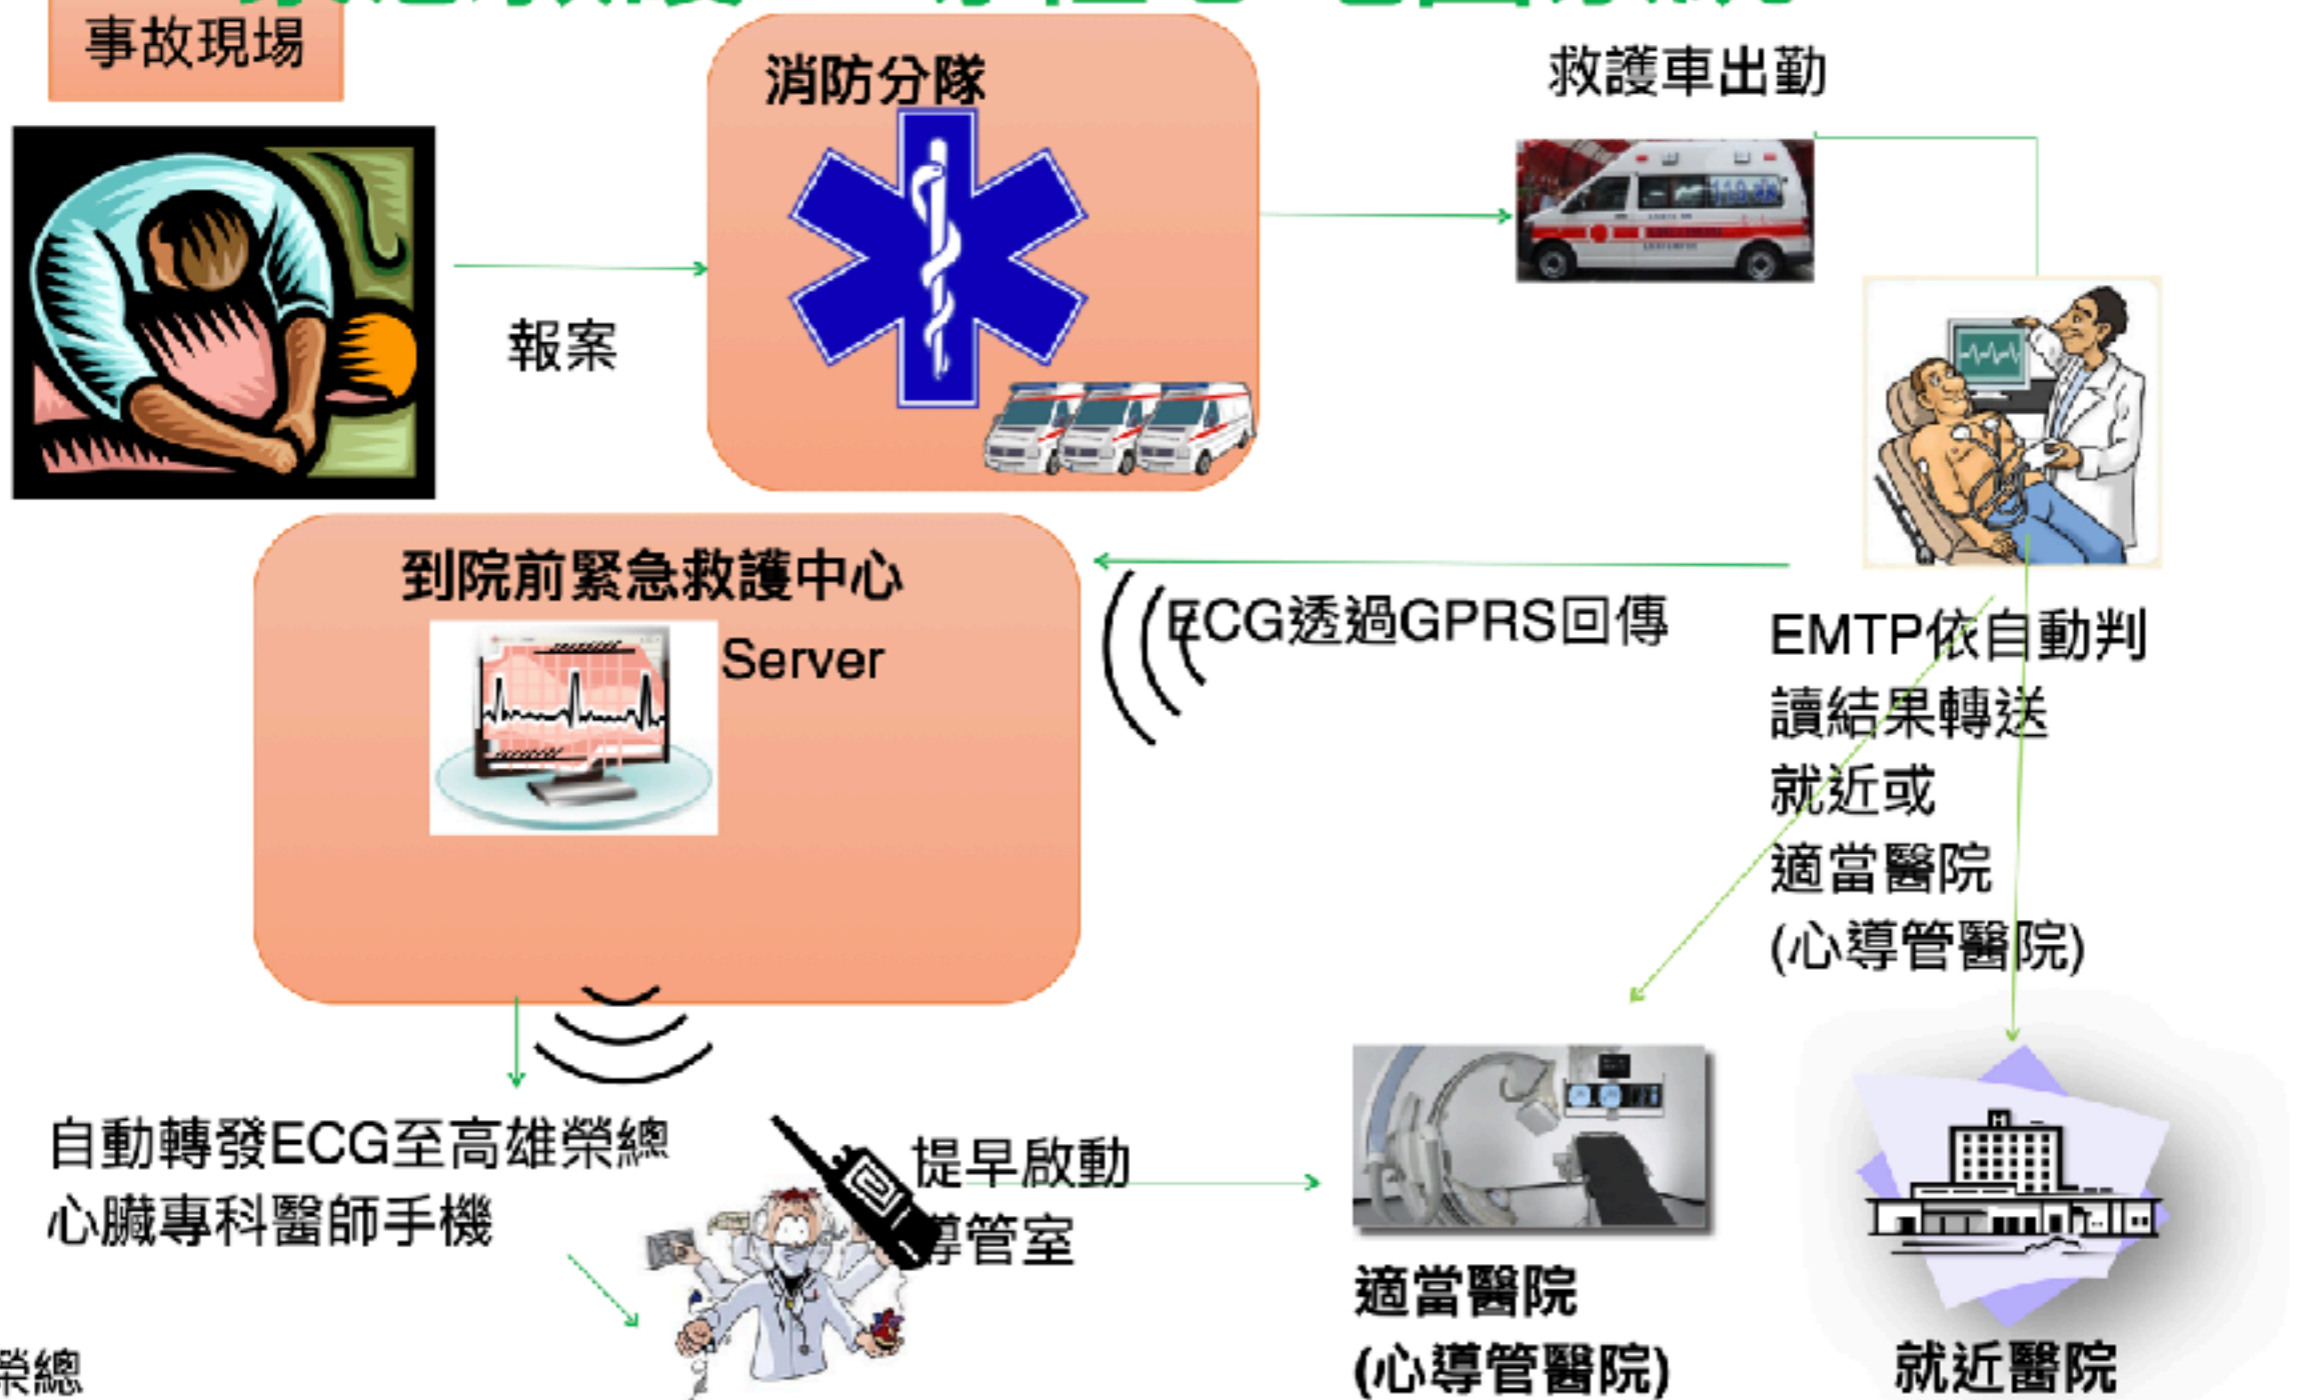 事故現場
消防分隊
救護車出勤
報案
到院前緊急救護中心
Server
ECG透過GPRS回傳
EMTP依自動判
讀結果轉送
就近或
適當醫院
(心導管醫院)
自動轉發ECG至高雄榮總
心臟專科醫師手機
提早啟動
導管室
適當醫院
(心導管醫院)
就近醫院
榮總